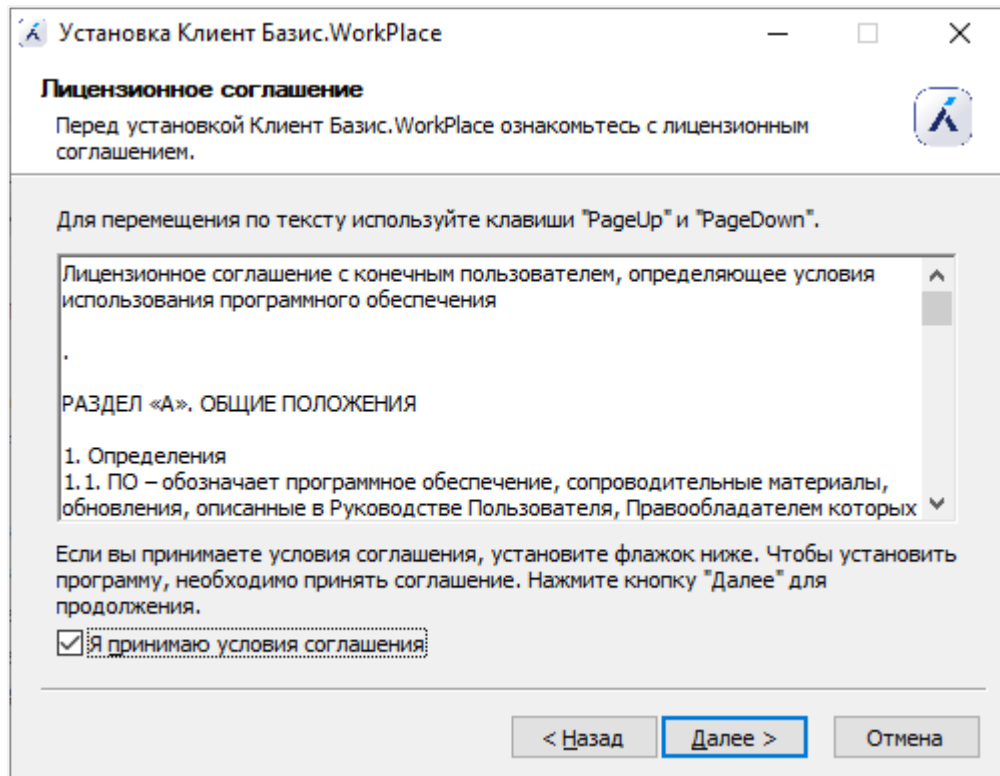 Установка Клиент Базис.WorkPlace
Лицензионное соглашение
Перед установкой Клиент Базис.WorkPlace ознакомьтесь с лицензионным
соглашением.
Для перемещения по тексту используйте клавиши "PageUp" и "PageDown".
Лицензионное соглашение с конечным пользователем, определяющее условия
использования программного обеспечения
.
РАЗДЕЛ «А». ОБЩИЕ ПОЛОЖЕНИЯ
1. Определения
1.1. ПО – обозначает программное обеспечение, сопроводительные материалы,
обновления, описанные в Руководстве Пользователя, Правообладателем которых
Если вы принимаете условия соглашения, установите флажок ниже. Чтобы установить
программу, необходимо принять соглашение. Нажмите кнопку "Далее" для
продолжения.
Я принимаю условия соглашения
< Назад
Далее >
Отмена